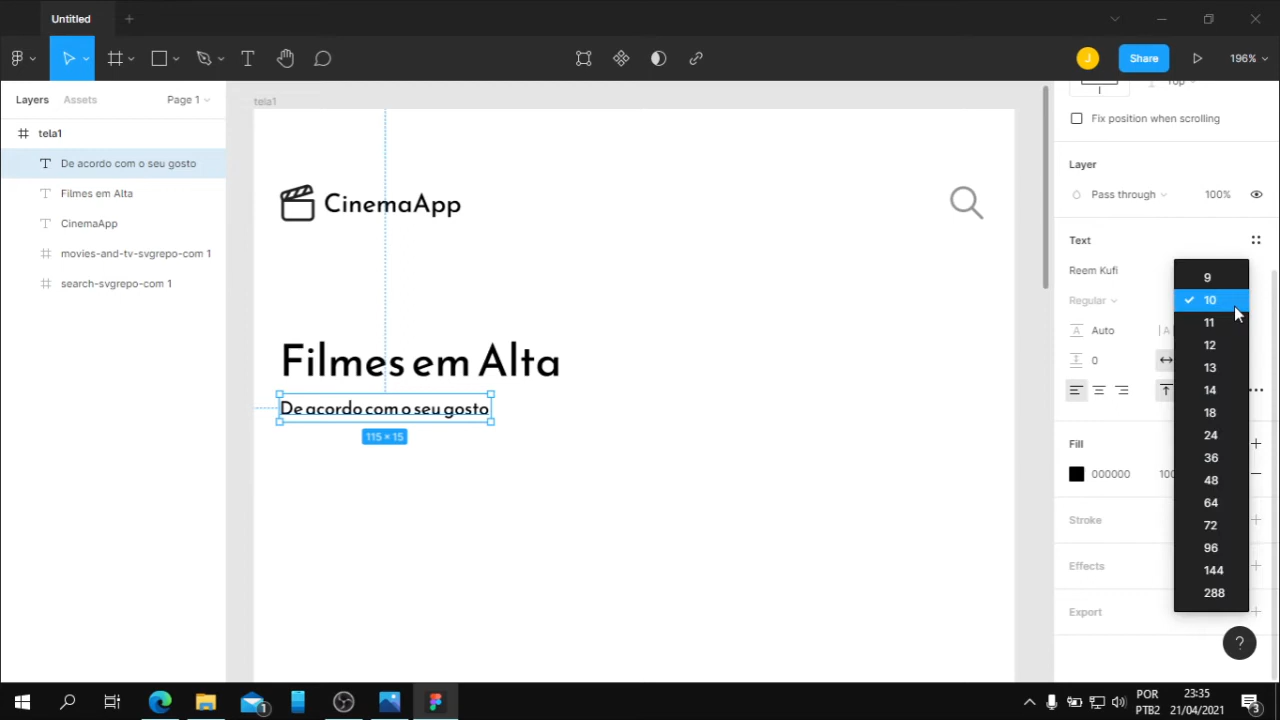 Untitled
Share
196%
Layers
Assets
Page 1
tela1
De acordo com o seu gosto
Filmes em Alta
CinemaApp
movies-and-tv-svgrepo-com 1
search-svgrepo-com 1
tela1
CinemaApp
Filmes em Alta
De acordo com o seu gosto
115 × 15
Top
Fix position when scrolling
Layer
Pass through
100%
Text
Reem Kufi
Regular
Auto
0
9
10
11
12
13
14
18
24
36
48
64
72
96
144
288
Fill
000000
Stroke
Effects
Export
?
J
1
POR
PTB2
23:35
21/04/2021
3